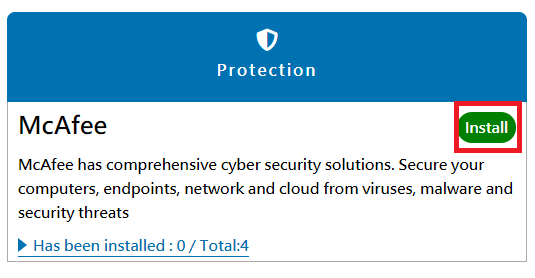 Protection
McAfee
Install
McAfee has comprehensive cyber security solutions. Secure your
computers, endpoints, network and cloud from viruses, malware and
security threats
Has been installed : 0 / Total:4